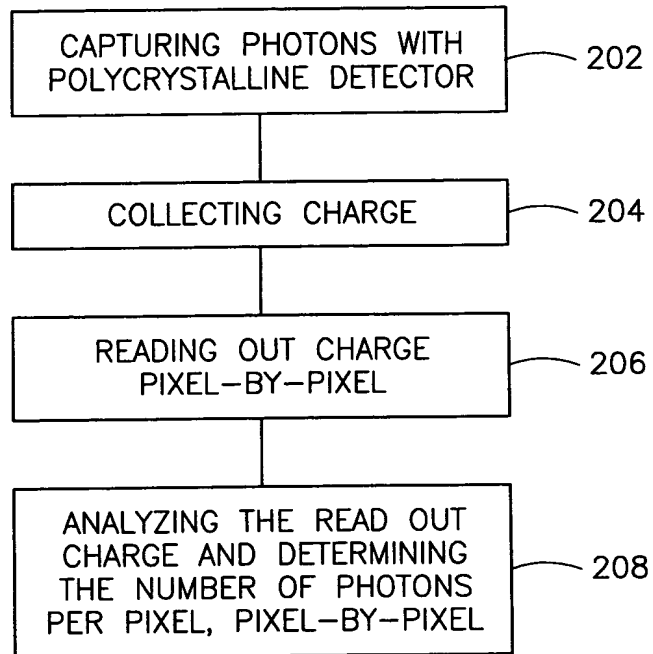 CAPTURING PHOTONS WITH
POLYCRYSTALLINE DETECTOR
202
COLLECTING CHARGE
204
READING OUT CHARGE
PIXEL–BY–PIXEL
206
ANALYZING THE READ OUT
CHARGE AND DETERMINING
THE NUMBER OF PHOTONS
PER PIXEL, PIXEL–BY–PIXEL
208